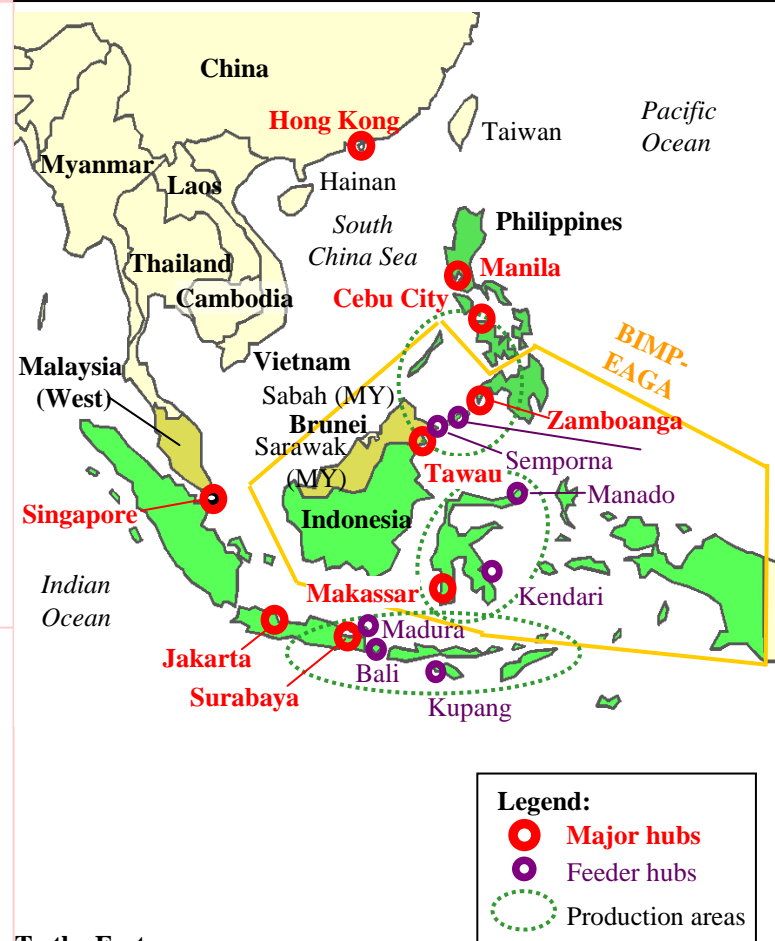 China
Hong Kong
Taiwan
Pacific
Ocean
Myanmar
Laos
Hainan
South
China Sea
Philippines
Thailand
Manila
Cambodia
Cebu City
BIMP-
EAGA
Malaysia
(West)
Vietnam
Sabah (MY)
Brunei
Zamboanga
Sarawak
(MY)
Semporna
Tawau
Manado
Singapore
Indonesia
Indian
Ocean
Makassar
Kendari
Madura
Jakarta
Bali
Surabaya
Kupang
Legend:
Major hubs
Feeder hubs
Production areas